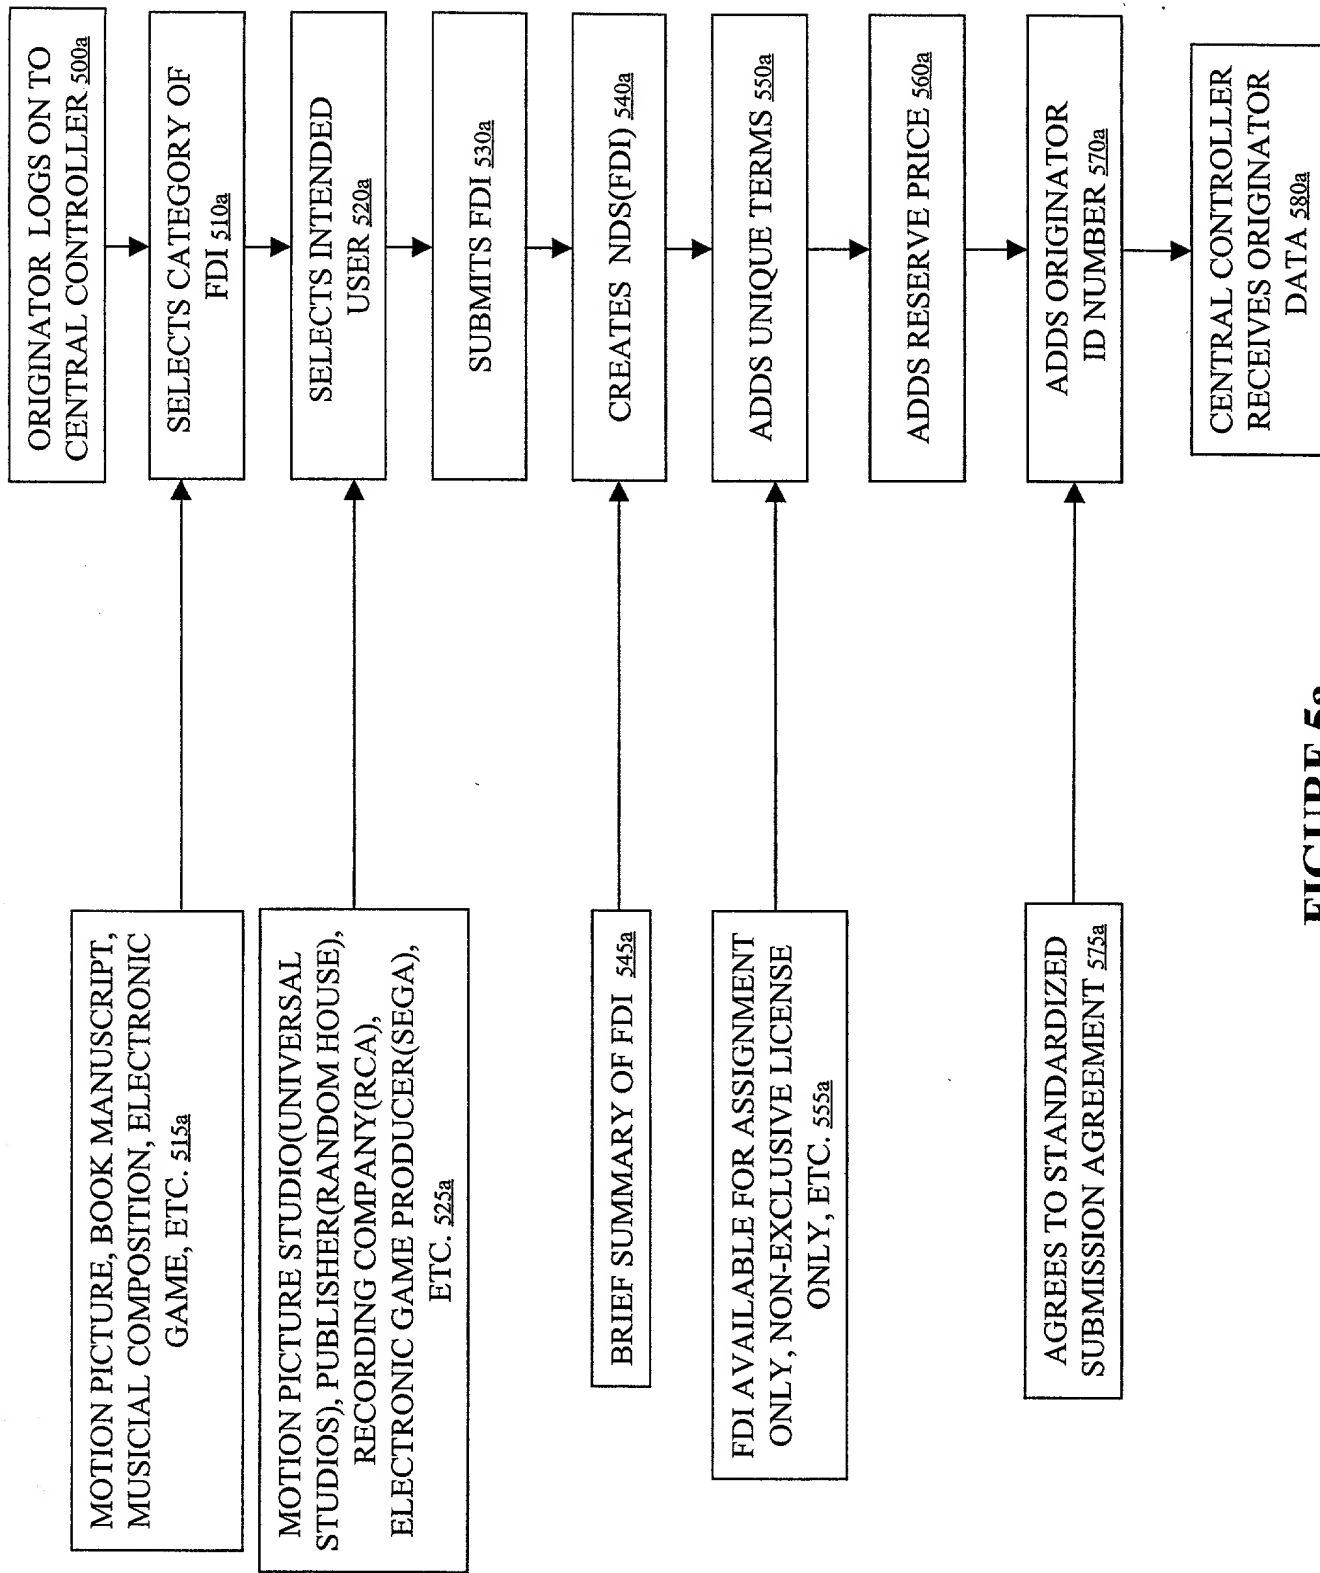 ORIGINATOR LOGS ON TO
CENTRAL CONTROLLER 500a
SELECTS CATEGORY OF
FDI 510a
SELECTS INTENDED
USER 520a
SUBMITS FDI 530a
CREATES NDS(FDI) 540a
ADDS UNIQUE TERMS 550a
ADDS RESERVE PRICE 560a
ADDS ORIGINATOR
ID NUMBER 570a
CENTRAL CONTROLLER
RECEIVES ORIGINATOR
DATA 580a
MOTION PICTURE, BOOK MANUSCRIPT,
MUSICIAL COMPOSITION, ELECTRONIC
GAME, ETC. 515a
MOTION PICTURE STUDIO(UNIVERSAL
STUDIOS), PUBLISHER(RANDOM HOUSE),
RECORDING COMPANY(RCA),
ELECTRONIC GAME PRODUCER(SEGA),
ETC. 525a
BRIEF SUMMARY OF FDI 545a
FDI AVAILABLE FOR ASSIGNMENT
ONLY, NON-EXCLUSIVE LICENSE
ONLY, ETC. 555a
AGREES TO STANDARDIZED
SUBMISSION AGREEMENT 575a
FIGURE 5a